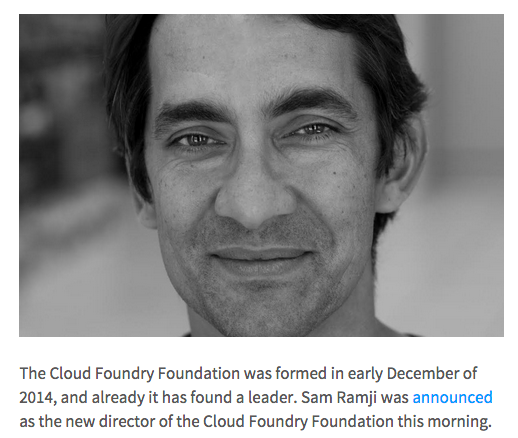 The Cloud Foundry Foundation was formed in early December of
2014, and already it has found a leader. Sam Ramji was announced
as the new director of the Cloud Foundry Foundation this morning.